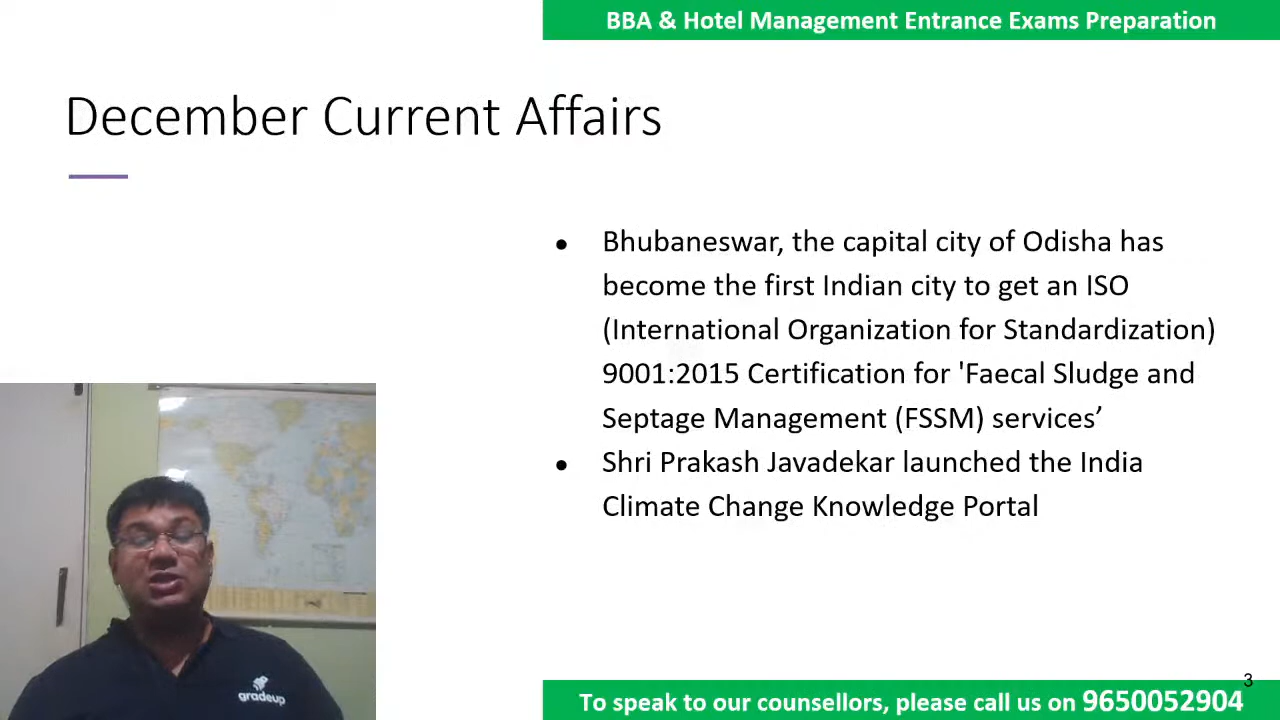 BBA & Hotel Management Entrance Exams Preparation
December Current Affairs
● Bhubaneswar, the capital city of Odisha has
become the first Indian city to get an ISO
(International Organization for Standardization)
9001:2015 Certification for 'Faecal Sludge and
Septage Management (FSSM) services’
● Shri Prakash Javadekar launched the India
Climate Change Knowledge Portal
gradeup
3
To speak to our counsellors, please call us on 9650052904